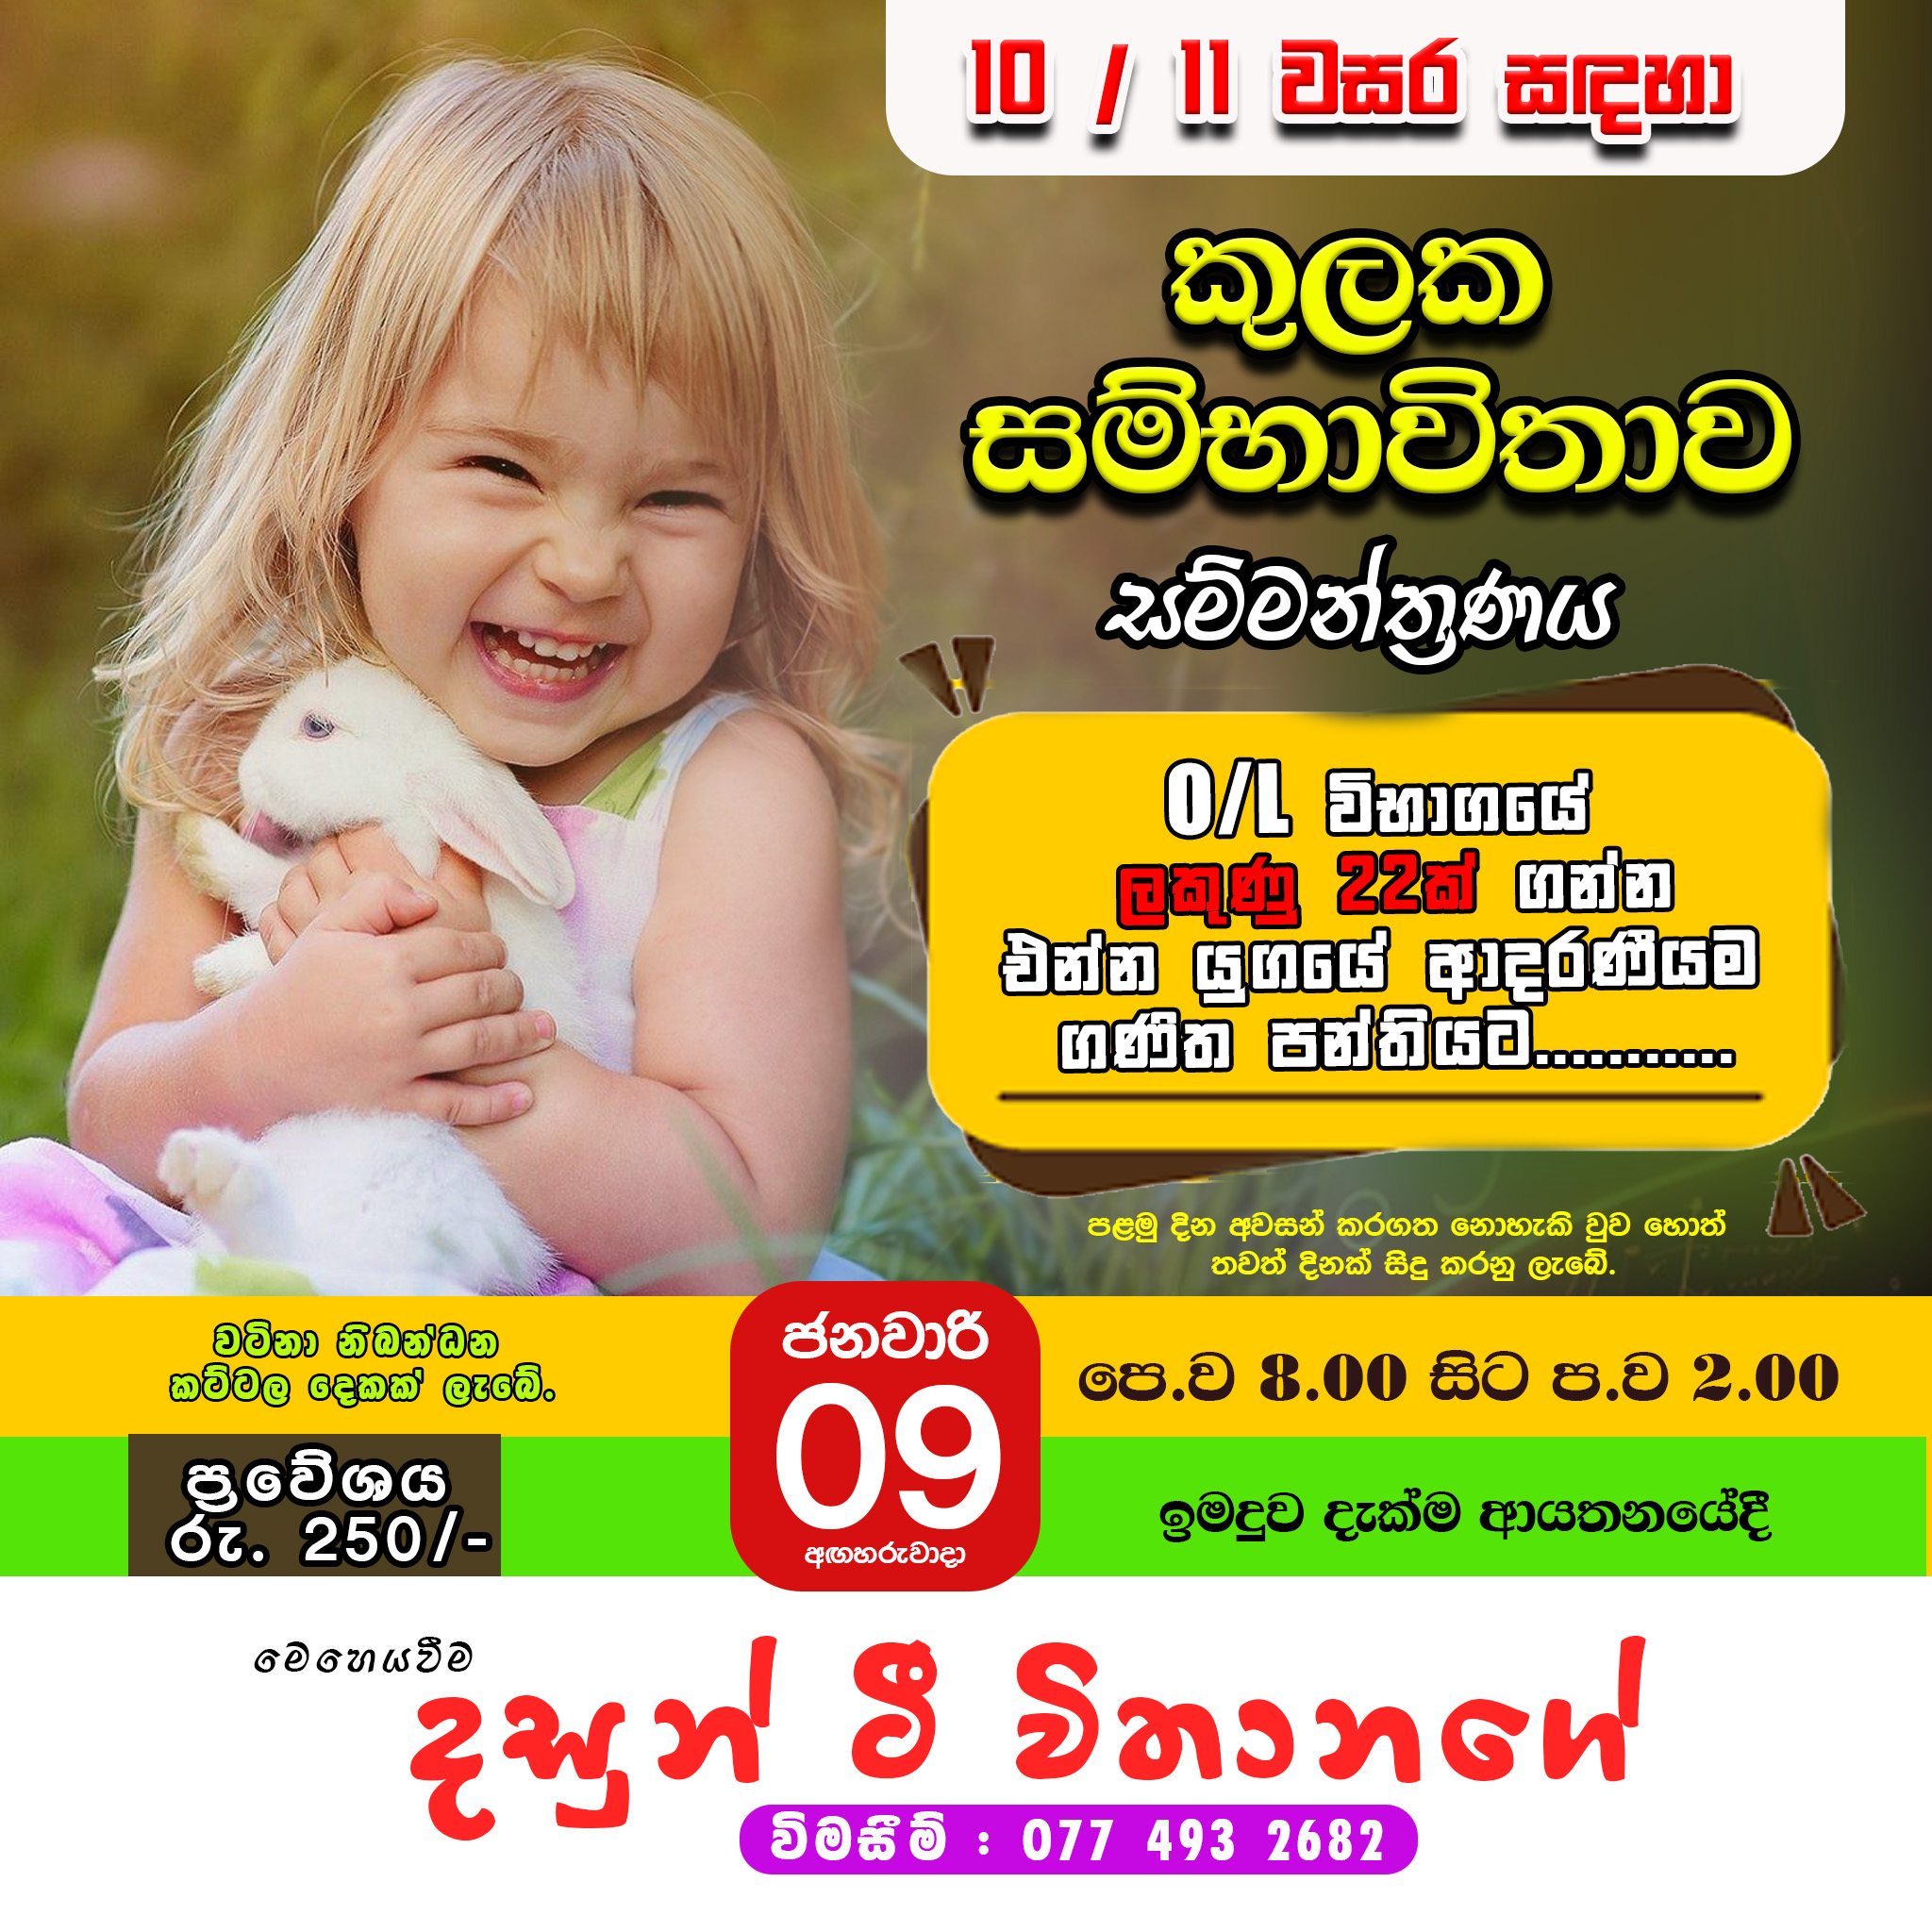 10 / 11 වසර සඳහා
කුලක
සම්භාවිතාව
සම්මන්ත්‍රණය
O/L විභාගයේ
ලකුණු 22ක් ගන්න
එන්න යුගයේ ආදරණීයම
ගණිත පන්තියට...........
පළමු දින අවසන් කරගත නොහැකි වුව හොත්
තවත් දිනක් සිදු කරනු ලැබේ.
වටිනා නිබන්ධන
කට්ටල දෙකක් ලැබේ.
ජනවාරි
09
අඟහරුවාදා
පෙ.ව 8.00 සිට ප.ව 2.00
ප්‍රවේශය
රු. 250/-
ඉමදුව දැක්ම ආයතනයේදී
මෙහෙයවීම
දසුන් ටී විතානගේ
විමසීම් : 077 493 2682